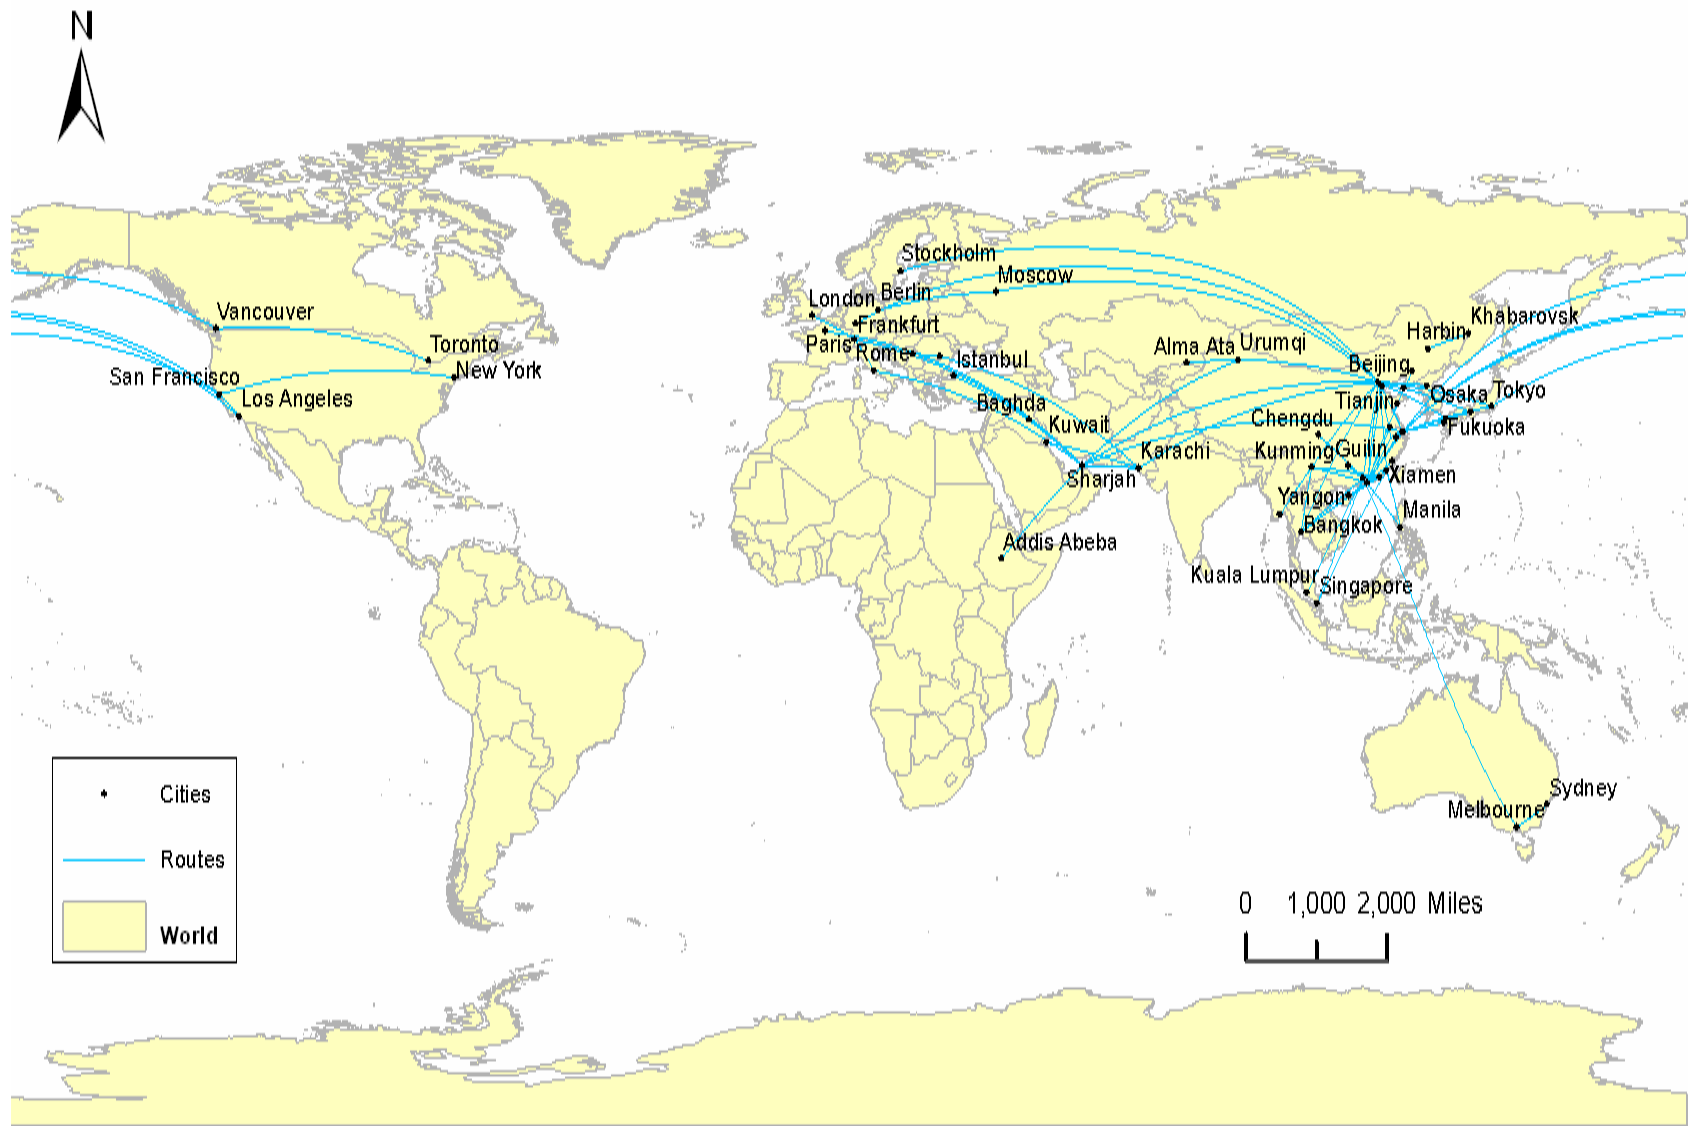 N
Stockholm
Moscow
London
Berlin
Vancouver
Frankfurt
Khabarovsk
Harbin
Toronto
Paris
Rome
Istanbul
Alma Ata
Urumqi
Beijing
San Francisco
New York
Los Angeles
Baghda
Tianjin
Osaka
Tokyo
Chengdu
Kuwait
Fukuoka
Karachi
Kunming
Guilin
Sharjah
Xiamen
Yangon
Manila
Bangkok
Addis Abeba
Kuala Lumpur
Singapore
Sydney
Melbourne
Cities
Routes
World
0 1,000 2,000 Miles